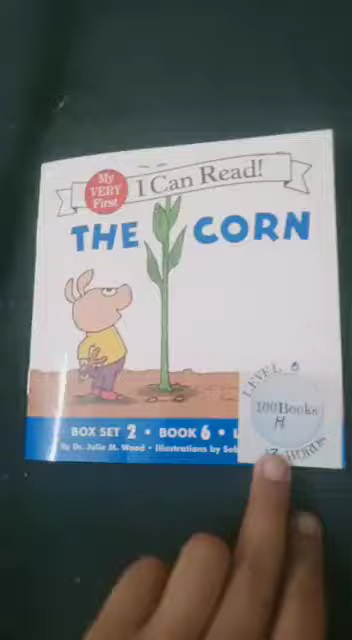 My
VERY
First
I Can Read!
THE CORN
BOX SET 2 • BOOK 6 •
By Dr. Julie M. Wood • Illustrations by
LEVEL
100Books
H
WORDS